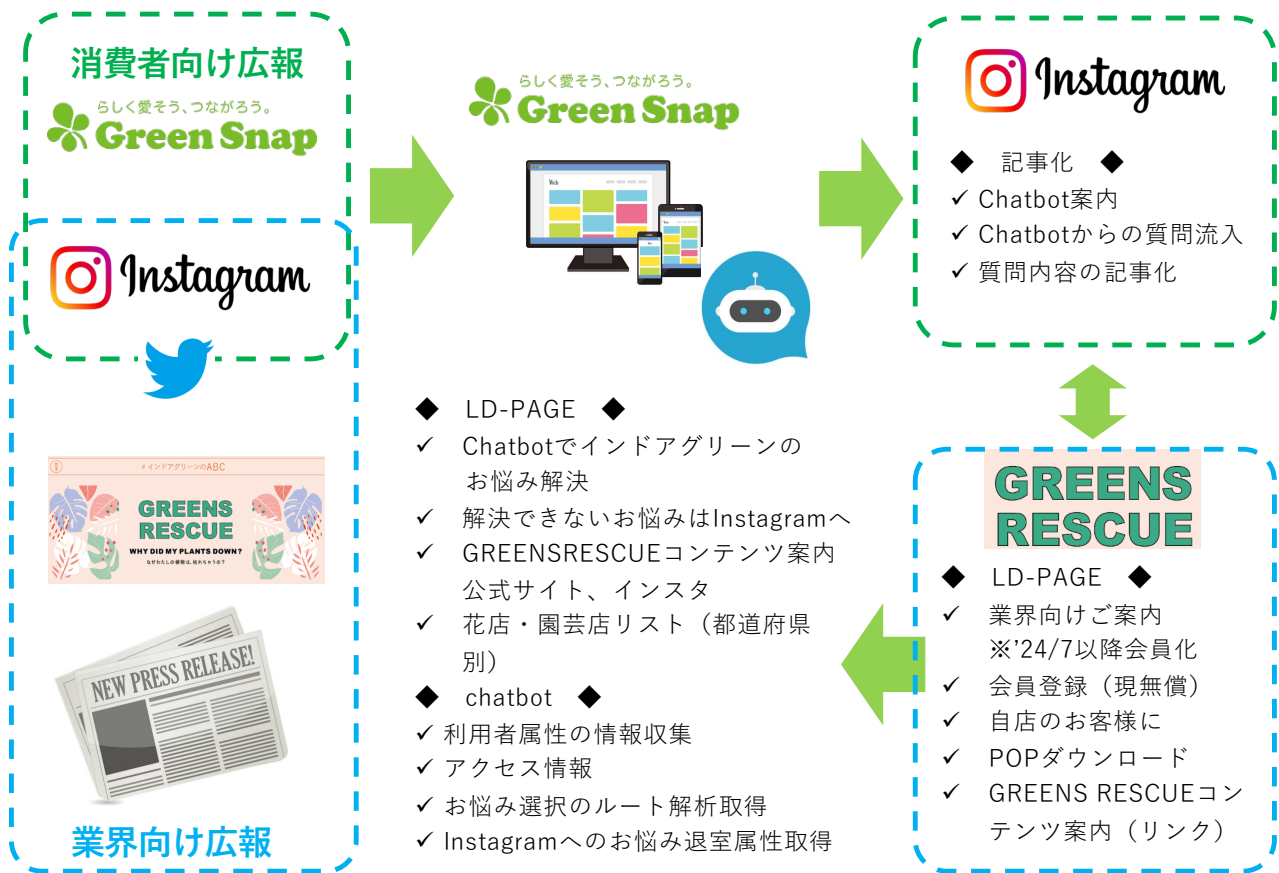 消費者向け広報
らしく愛そう、つながろう。
Green Snap
Instagram
#インドアグリーンのABC
GREENS
RESCUE
WHY DID MY PLANTS DOWN?
なぜわたしの植物は、枯れちゃうの?
NEW PRESS RELEASE!
業界向け広報
らしく愛そう、つながろう。
Green Snap
Web
◆ LD-PAGE ◆
✓ Chatbotでインドアグリーンの
お悩み解決
✓ 解決できないお悩みはInstagramへ
✓ GREENSRESCUEコンテンツ案内
公式サイト、インスタ
✓ 花店・園芸店リスト（都道府県
別）
◆ chatbot ◆
✓ 利用者属性の情報収集
✓ アクセス情報
✓ お悩み選択のルート解析取得
✓ Instagramへのお悩み退室属性取得
Instagram
◆ 記事化 ◆
✓ Chatbot案内
✓ Chatbotからの質問流入
✓ 質問内容の記事化
GREENS
RESCUE
◆ LD-PAGE ◆
✓ 業界向けご案内
※'24/7以降会員化
✓ 会員登録（現無償）
✓ 自店のお客様に
✓ POPダウンロード
✓ GREENS RESCUEコン
テンツ案内（リンク）